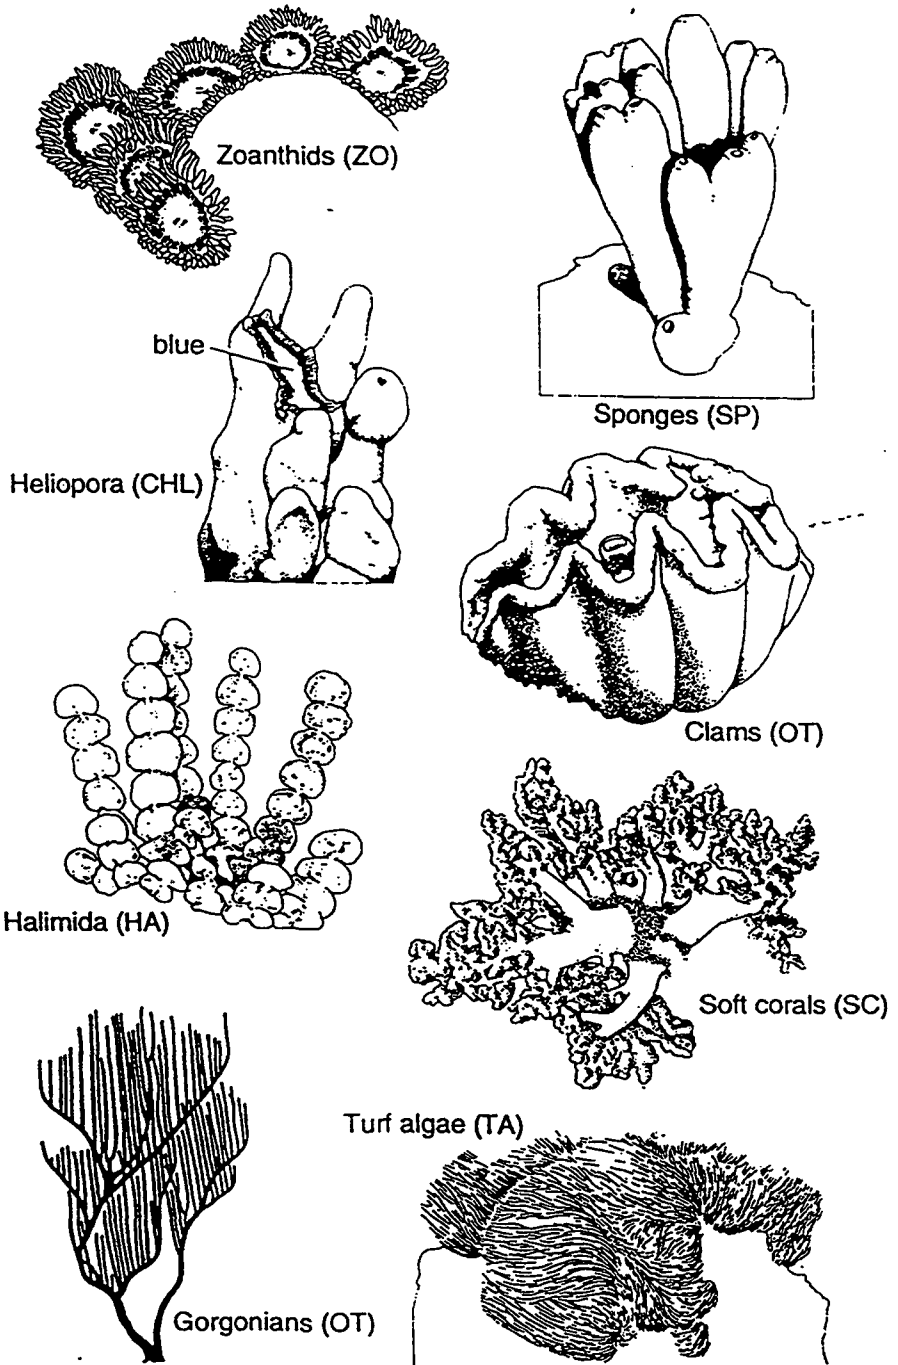 Zoanthids (ZO)
blue
Sponges (SP)
Heliopora (CHL)
Clams (OT)
Halimida (HA)
Soft corals (SC)
Turf algae (TA)
Gorgonians (OT)